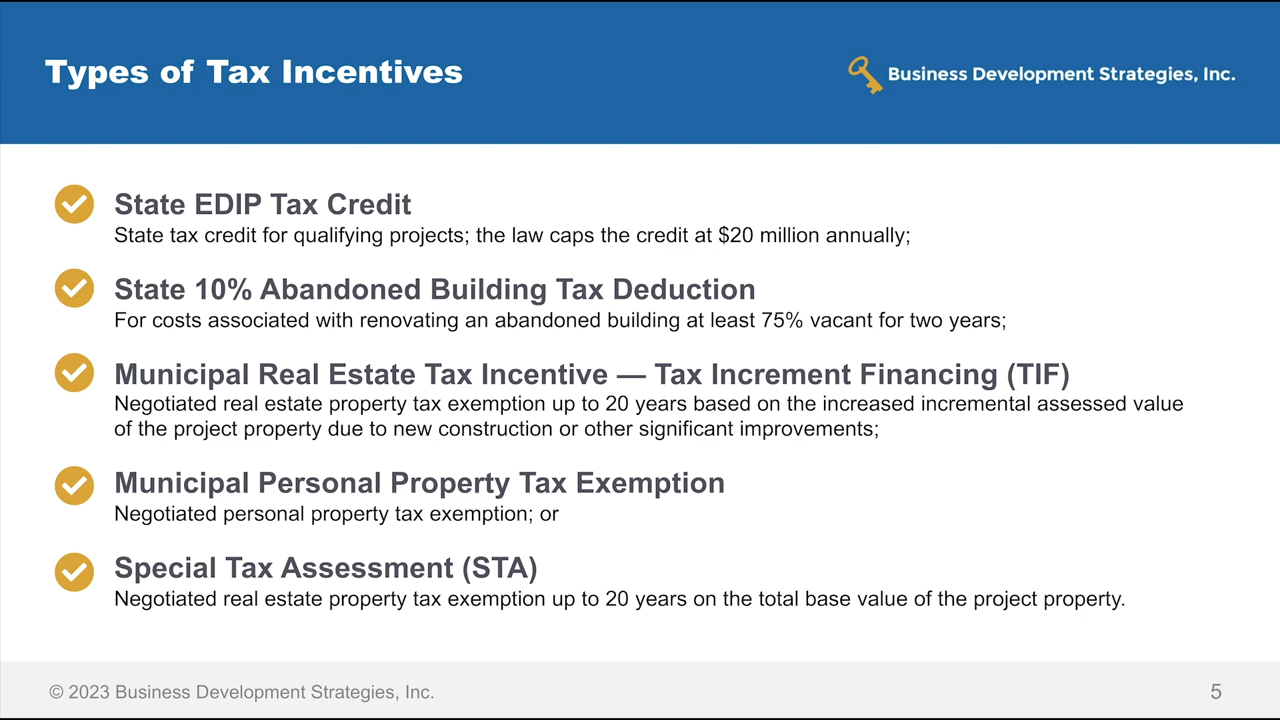 Types of Tax Incentives
Business Development Strategies, Inc.
State EDIP Tax Credit
State tax credit for qualifying projects; the law caps the credit at $20 million annually;
State 10% Abandoned Building Tax Deduction
For costs associated with renovating an abandoned building at least 75% vacant for two years;
Municipal Real Estate Tax Incentive — Tax Increment Financing (TIF)
Negotiated real estate property tax exemption up to 20 years based on the increased incremental assessed value
of the project property due to new construction or other significant improvements;
Municipal Personal Property Tax Exemption
Negotiated personal property tax exemption; or
Special Tax Assessment (STA)
Negotiated real estate property tax exemption up to 20 years on the total base value of the project property.
© 2023 Business Development Strategies, Inc.
5